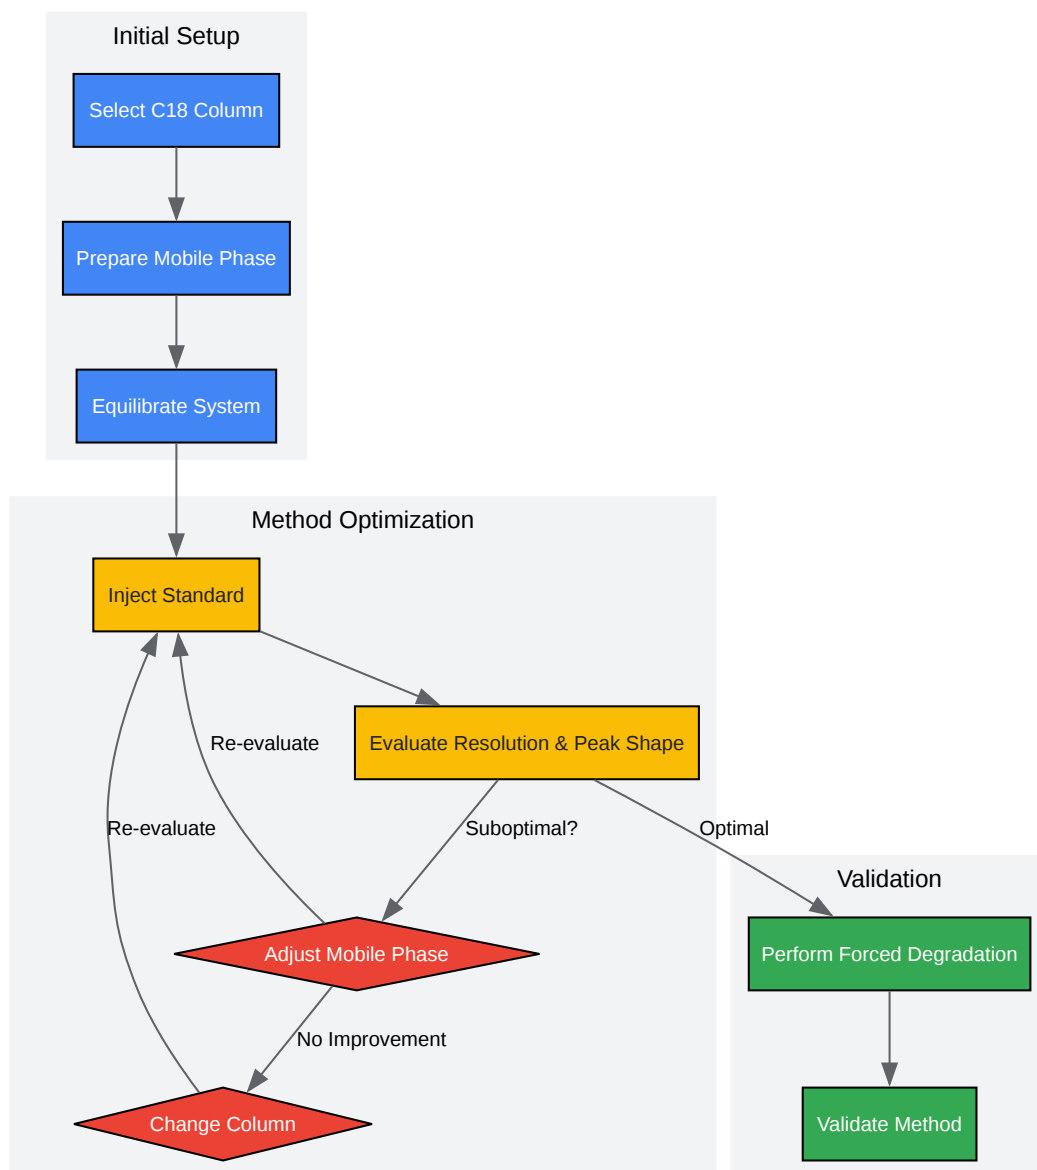 Initial Setup
Select C18 Column
Prepare Mobile Phase
Equilibrate System
Method Optimization
Inject Standard
Re-evaluate
Evaluate Resolution & Peak Shape
Re-evaluate
Suboptimal?
Optimal
Validation
Adjust Mobile Phase
Perform Forced Degradation
No Improvement
Change Column
Validate Method